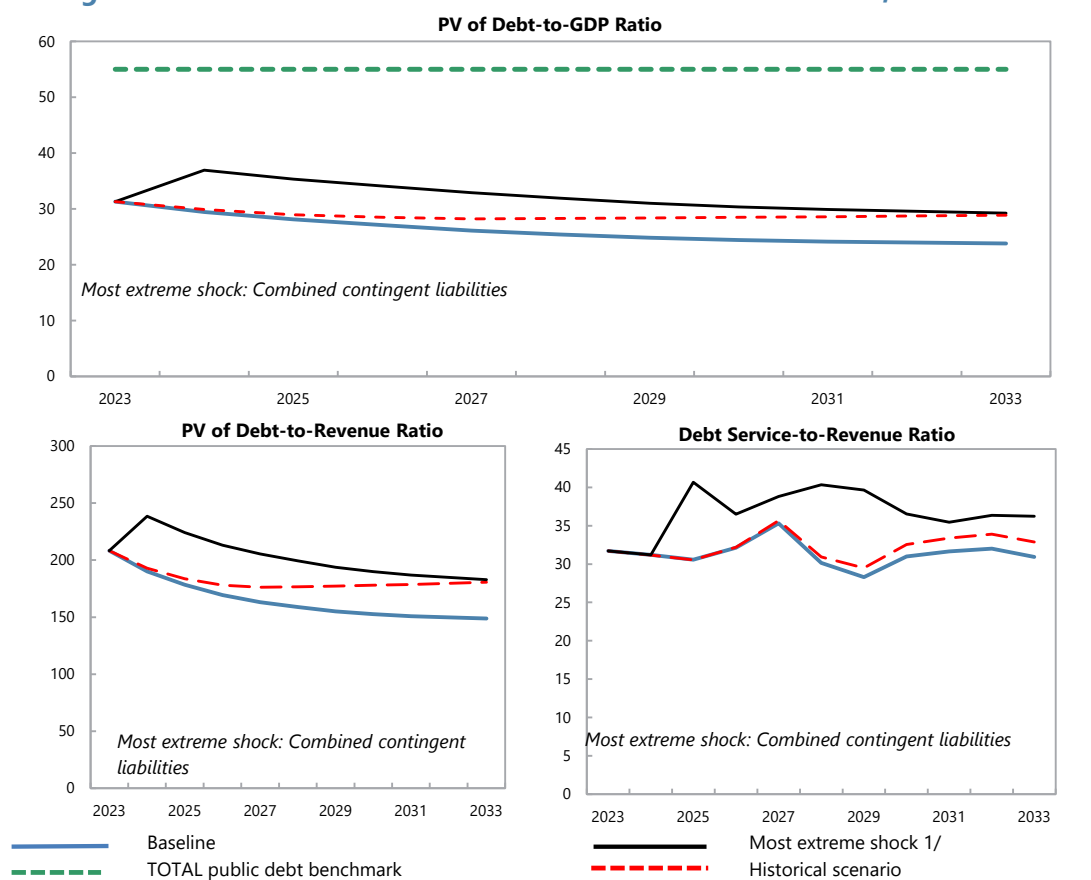 PV of Debt-to-GDP Ratio
60
50
40
30
20
10
0
Most extreme shock: Combined contingent liabilities
2023 2025 2027 2029 2031 2033
PV of Debt-to-Revenue Ratio
300
250
200
150
100
50
0
Most extreme shock: Combined contingent
liabilities
2023 2025 2027 2029 2031 2033
Debt Service-to-Revenue Ratio
45
40
35
30
25
20
15
10
5
0
Most extreme shock: Combined contingent liabilities
2023 2025 2027 2029 2031 2033
Baseline
Most extreme shock 1/
TOTAL public debt benchmark
Historical scenario